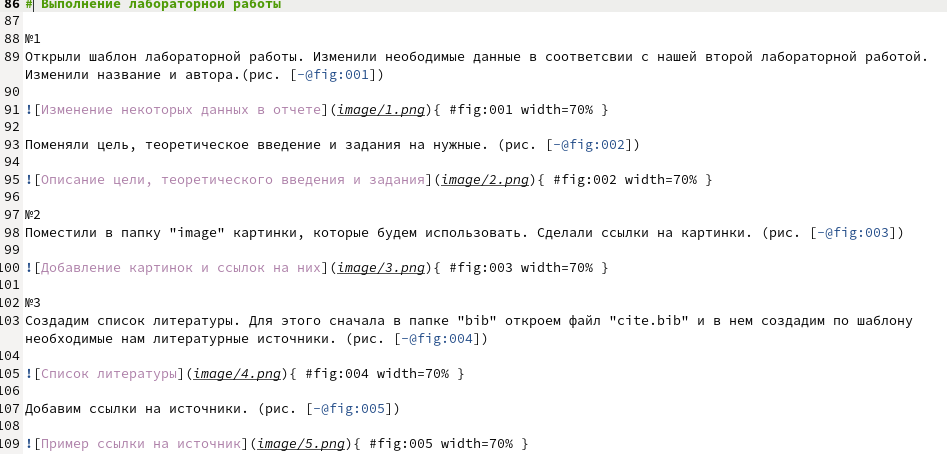 86 # Выполнение лабораторной работы
87
88 №1
89 Открыли шаблон лабораторной работы. Изменили неободимые данные в соответсвии с нашей второй лабораторной работой.
Изменили название и автора.(рис. [-@fig:001])
90
91 ![Изменение некоторых данных в отчете](image/1.png){ #fig:001 width=70% }
92
93 Поменяли цель, теоретическое введение и задания на нужные. (рис. [-@fig:002])
94
95 ![Описание цели, теоретического введения и задания](image/2.png){ #fig:002 width=70% }
96
97 №2
98 Поместили в папку "image" картинки, которые будем использовать. Сделали ссылки на картинки. (рис. [-@fig:003])
99
100 ![Добавление картинок и ссылок на них](image/3.png){ #fig:003 width=70% }
101
102 №3
103 Создадим список литературы. Для этого сначала в папке "bib" откроем файл "cite.bib" и в нем создадим по шаблону
необходимые нам литературные источники. (рис. [-@fig:004])
104
105 ![Список литературы](image/4.png){ #fig:004 width=70% }
106
107 Добавим ссылки на источники. (рис. [-@fig:005])
108
109 ![Пример ссылки на источник](image/5.png){ #fig:005 width=70% }